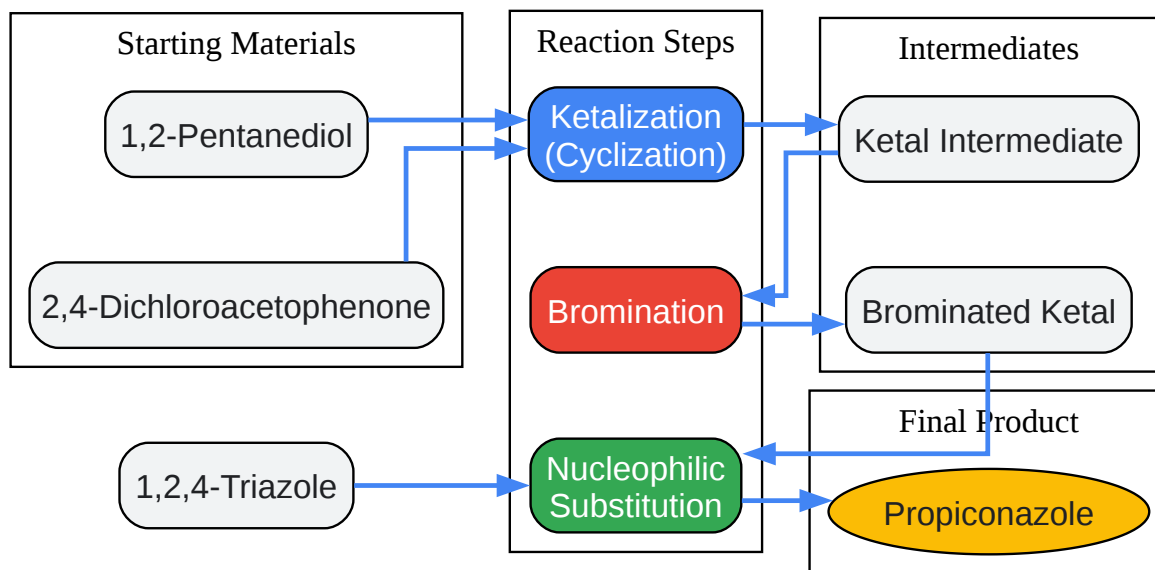 Starting Materials
Reaction Steps
Intermediates
1,2-Pentanediol
Ketalization
(Cyclization)
Ketal Intermediate
2,4-Dichloroacetophenone
Bromination
Brominated Ketal
Final Product
1,2,4-Triazole
Nucleophilic
Substitution
Propiconazole